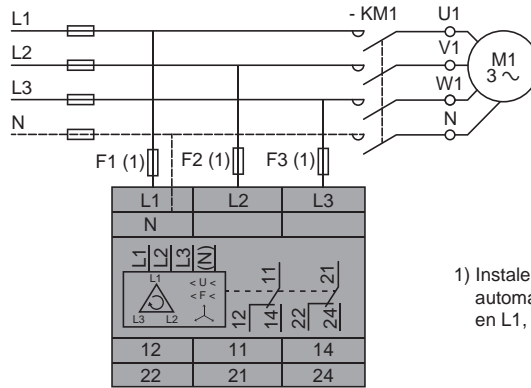 L1
- KM1
U1
L2
V1
M1
3 ~
L3
W1
N
N
F1 (1)
F2 (1)
F3 (1)
L1 L2 L3
N
L1 L2 L3 (N)
L1
L3 L2
< U <
< F <
11
12 14
21
22 24
12 11 14
22 21 24
1) Instale
automa
en L1,